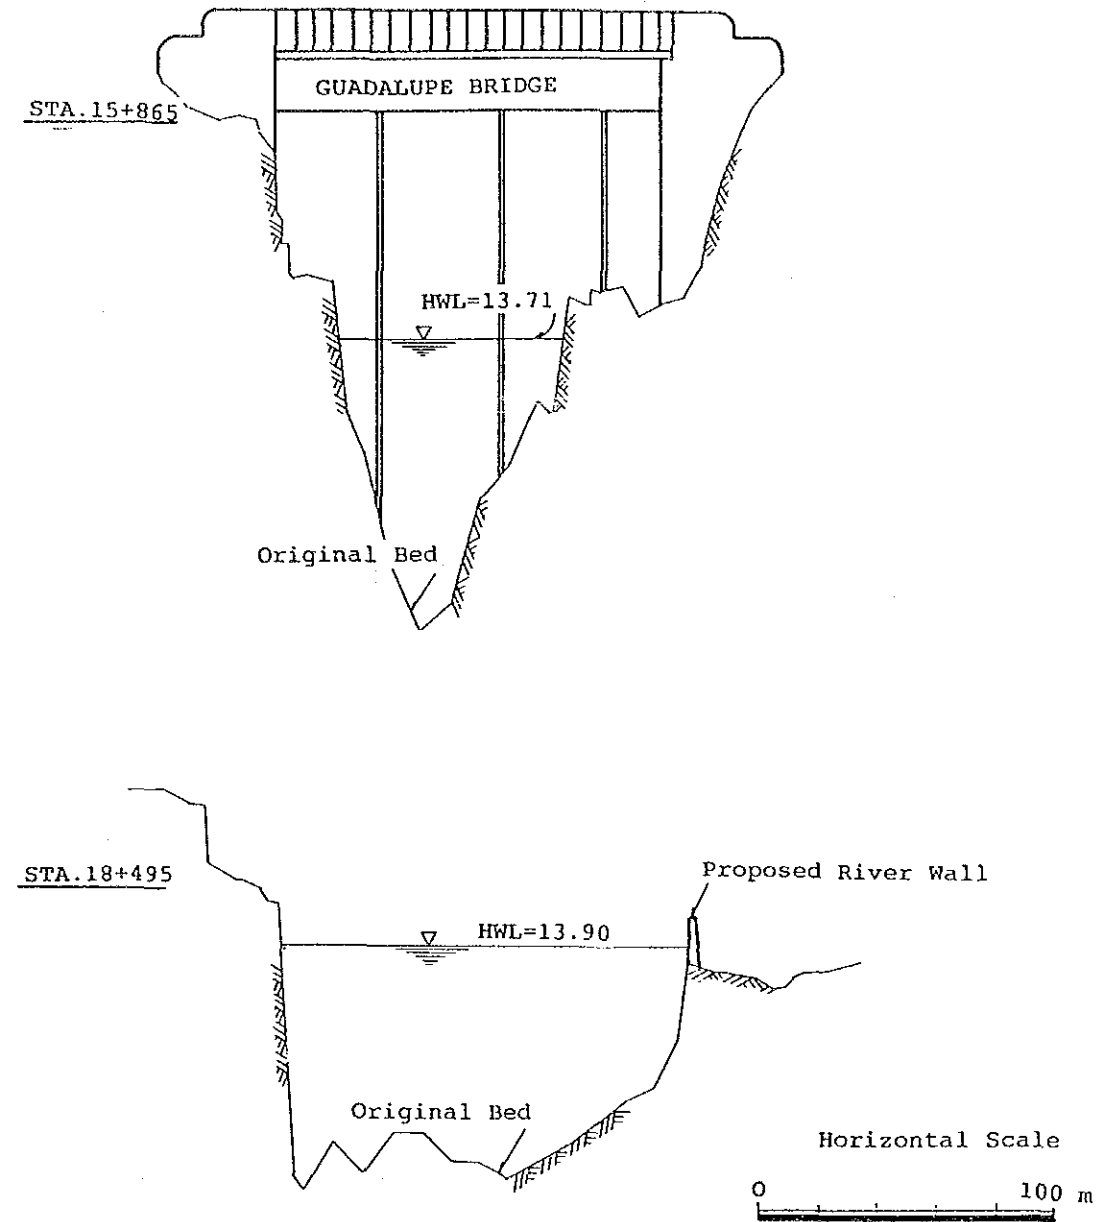 GUADALUPE BRIDGE
STA.15+865
HWL=13.71
Original Bed
STA.18+495
Proposed River Wall
HWL=13.90
Original Bed
Horizontal Scale
0 100 m